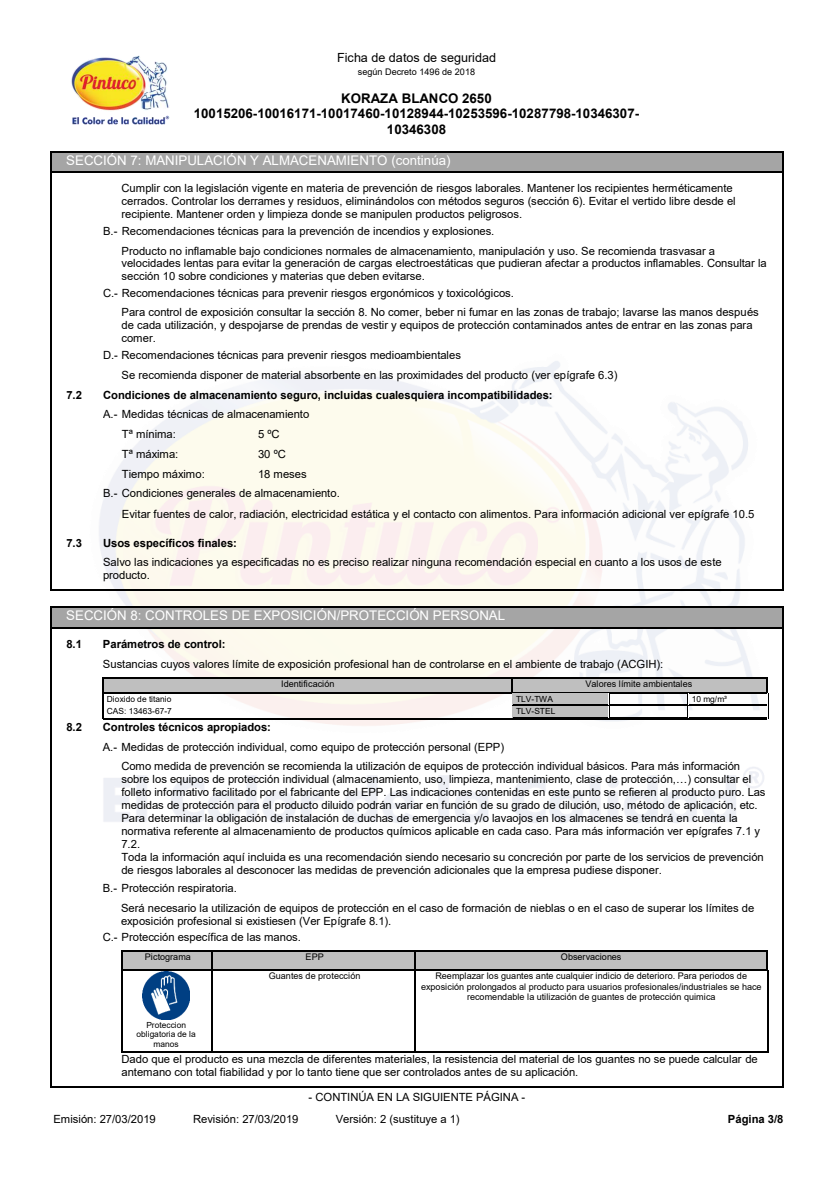 Pintuco®
El Color de la Calidad®
Ficha de datos de seguridad
según Decreto 1496 de 2018
KORAZA BLANCO 2650
10015206-10016171-10017460-10128944-10253596-10287798-10346307-
10346308
SECCIÓN 7: MANIPULACIÓN Y ALMACENAMIENTO (continúa)
Cumplir con la legislación vigente en materia de prevención de riesgos laborales. Mantener los recipientes herméticamente
cerrados. Controlar los derrames y residuos, eliminándolos con métodos seguros (sección 6). Evitar el vertido libre desde el
recipiente. Mantener orden y limpieza donde se manipulen productos peligrosos.
B.- Recomendaciones técnicas para la prevención de incendios y explosiones.
Producto no inflamable bajo condiciones normales de almacenamiento, manipulación y uso. Se recomienda trasvasar a
velocidades lentas para evitar la generación de cargas electroestáticas que pudieran afectar a productos inflamables. Consultar la
sección 10 sobre condiciones y materias que deben evitarse.
C.- Recomendaciones técnicas para prevenir riesgos ergonómicos y toxicológicos.
Para control de exposición consultar la sección 8. No comer, beber ni fumar en las zonas de trabajo; lavarse las manos después
de cada utilización, y despojarse de prendas de vestir y equipos de protección contaminados antes de entrar en las zonas para
comer.
D.- Recomendaciones técnicas para prevenir riesgos medioambientales
Se recomienda disponer de material absorbente en las proximidades del producto (ver epígrafe 6.3)
7.2 Condiciones de almacenamiento seguro, incluidas cualesquiera incompatibilidades:
A.- Medidas técnicas de almacenamiento
Tª mínima: 5 ºC
Tª máxima: 30 ºC
Tiempo máximo: 18 meses
B.- Condiciones generales de almacenamiento.
Evitar fuentes de calor, radiación, electricidad estática y el contacto con alimentos. Para información adicional ver epígrafe 10.5
7.3 Usos específicos finales:
Salvo las indicaciones ya especificadas no es preciso realizar ninguna recomendación especial en cuanto a los usos de este
producto.
SECCIÓN 8: CONTROLES DE EXPOSICIÓN/PROTECCIÓN PERSONAL
8.1 Parámetros de control:
Sustancias cuyos valores límite de exposición profesional han de controlarse en el ambiente de trabajo (ACGIH):
Identificación Valores límite ambientales
Dioxido de titanio TLV-TWA 10 mg/m³
CAS: 13463-67-7 TLV-STEL
8.2 Controles técnicos apropiados:
A.- Medidas de protección individual, como equipo de protección personal (EPP)
Como medida de prevención se recomienda la utilización de equipos de protección individual básicos. Para más información
sobre los equipos de protección individual (almacenamiento, uso, limpieza, mantenimiento, clase de protección,…) consultar el
folleto informativo facilitado por el fabricante del EPP. Las indicaciones contenidas en este punto se refieren al producto puro. Las
medidas de protección para el producto diluido podrán variar en función de su grado de dilución, uso, método de aplicación, etc.
Para determinar la obligación de instalación de duchas de emergencia y/o lavaojos en los almacenes se tendrá en cuenta la
normativa referente al almacenamiento de productos químicos aplicable en cada caso. Para más información ver epígrafes 7.1 y
7.2.
Toda la información aquí incluida es una recomendación siendo necesario su concreción por parte de los servicios de prevención
de riesgos laborales al desconocer las medidas de prevención adicionales que la empresa pudiese disponer.
B.- Protección respiratoria.
Será necesario la utilización de equipos de protección en el caso de formación de nieblas o en el caso de superar los límites de
exposición profesional si existiesen (Ver Epígrafe 8.1).
C.- Protección específica de las manos.
Pictograma EPP Observaciones
Guantes de protección Reemplazar los guantes ante cualquier indicio de deterioro. Para periodos de
exposición prolongados al producto para usuarios profesionales/industriales se hace
recomendable la utilización de guantes de protección quimica
Proteccion
obligatoria de la
manos
Dado que el producto es una mezcla de diferentes materiales, la resistencia del material de los guantes no se puede calcular de
antemano con total fiabilidad y por lo tanto tiene que ser controlados antes de su aplicación.
- CONTINÚA EN LA SIGUIENTE PÁGINA -
Emisión: 27/03/2019 Revisión: 27/03/2019 Versión: 2 (sustituye a 1) Página 3/8